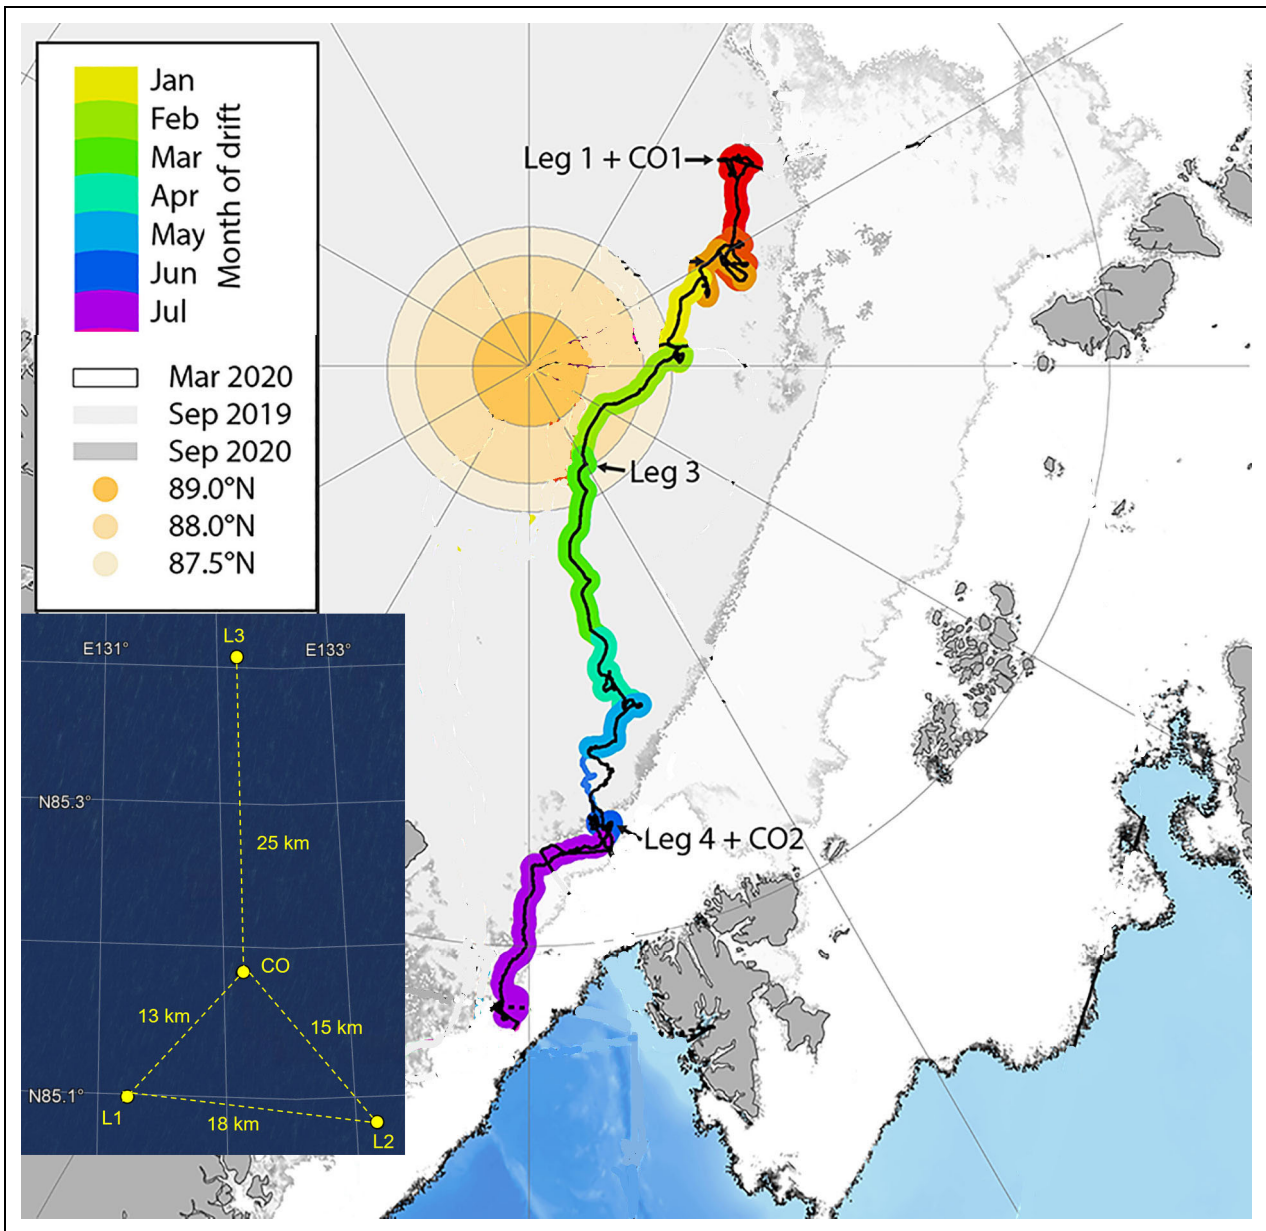 Jan
Feb
Mar
Apr
May
Jun
Jul
Month of drift
Mar 2020
Sep 2019
Sep 2020
89.0°N
88.0°N
87.5°N
Leg 1 + CO1
Leg 3
Leg 4 + CO2
L3
E131°
E133°
N85.3°
25 km
CO
13 km
15 km
N85.1°
L1
18 km
L2